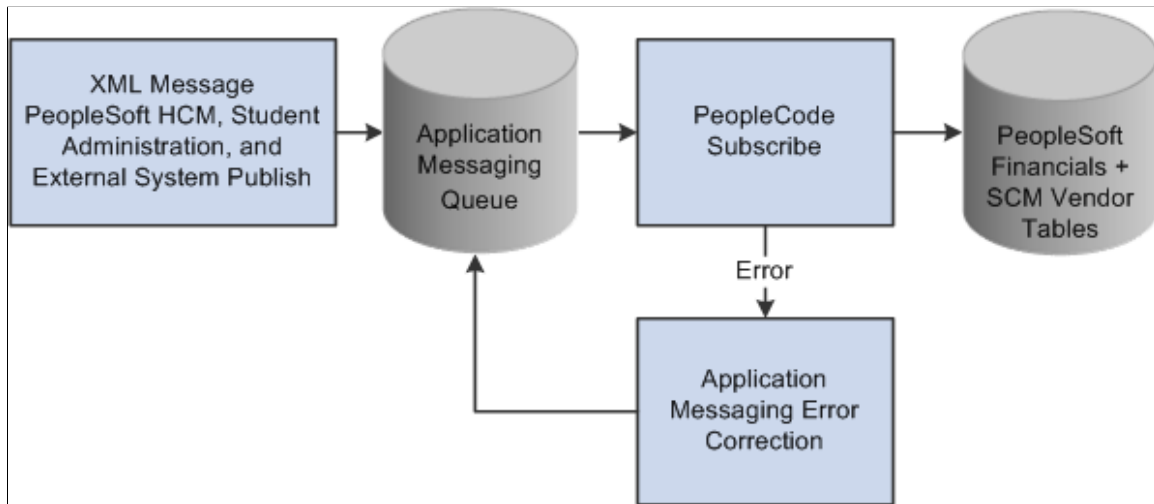 XML Message
PeopleSoft HCM, Student
Administration, and
External System Publish
Application
Messaging
Queue
PeopleCode
Subscribe
PeopleSoft
Financials +
SCM Vendor
Tables
Error
Application
Messaging Error
Correction